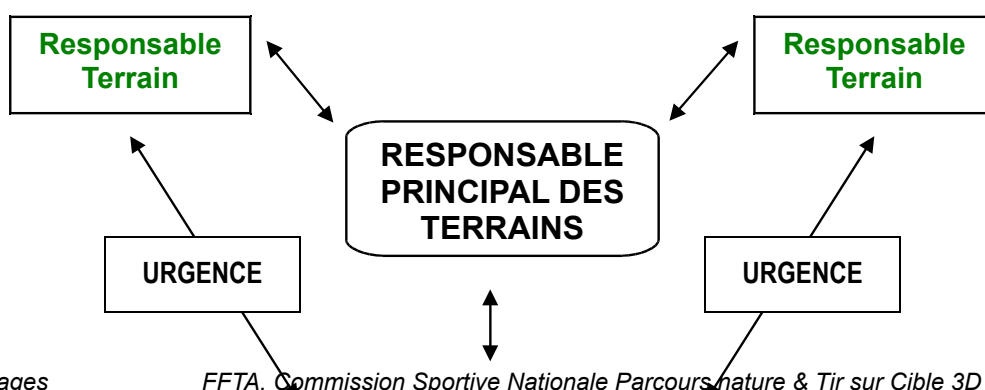 Responsable
Terrain
Responsable
Terrain
RESPONSABLE
PRINCIPAL DES
TERRAINS
URGENCE
URGENCE
ages
FFTA. Commission Sportive Nationale Parcours nature & Tir sur Cible 3D